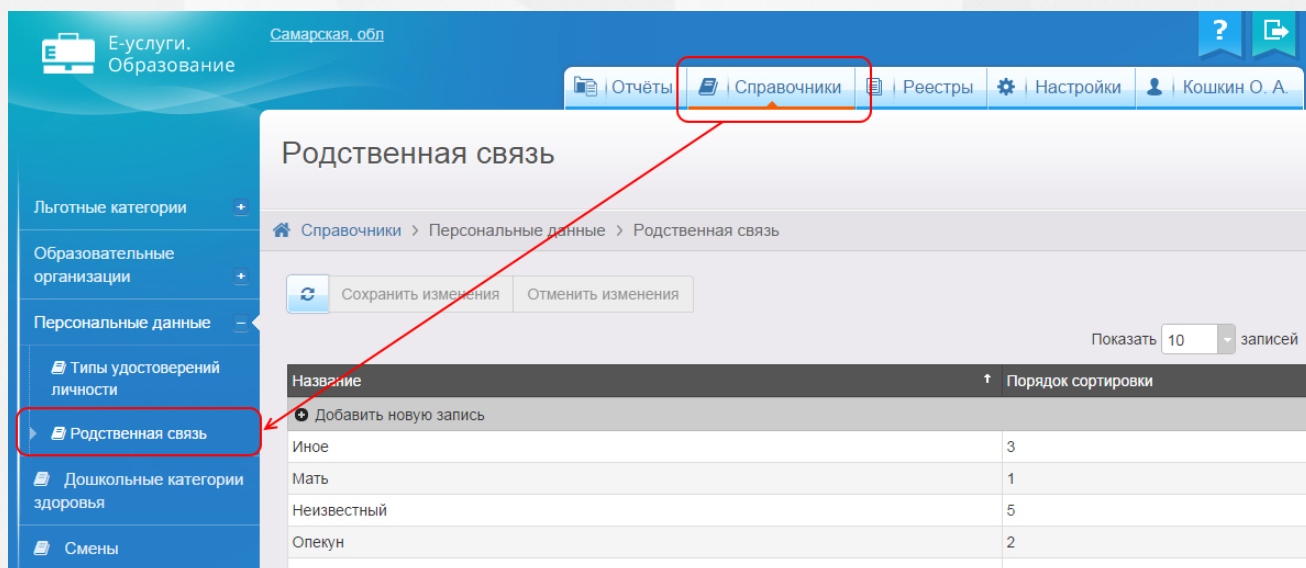 Е-услуги.
Образование
E
Самарская, обл
?
Отчёты
Справочники
Реестры
Настройки
Кошкин О. А.
Родственная связь
Справочники > Персональные данные > Родственная связь
Льготные категории +
Образовательные
организации +
Персональные данные –
Типы удостоверений
личности
Родственная связь
Дошкольные категории
здоровья
Смены
Сохранить изменения
Отменить изменения
Показать 10 записей
Название ↑ Порядок сортировки
Добавить новую запись
Иное 3
Мать 1
Неизвестный 5
Опекун 2